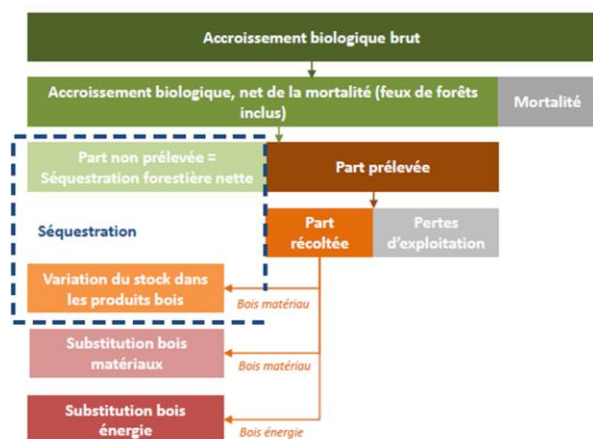 Accroissement biologique brut
Accroissement biologique, net de la mortalité (feux de forêts
inclus)
Mortalité
Part non prélevée =
Séquestration forestière nette
Part prélevée
Séquestration
Part
récoltée
Pertes
d'exploitation
Variation du stock dans
les produits bois
Bois matériau
Substitution bois
matériaux
Bois matériau
Substitution bois
énergie
Bois énergie